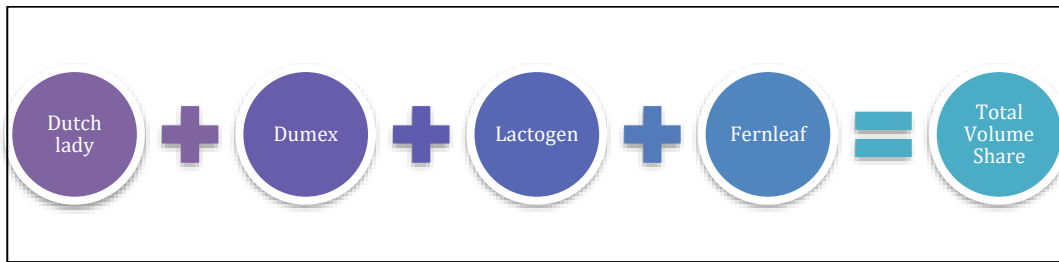 Dutch
lady
Dumex
Lactogen
Fernleaf
Total
Volume
Share